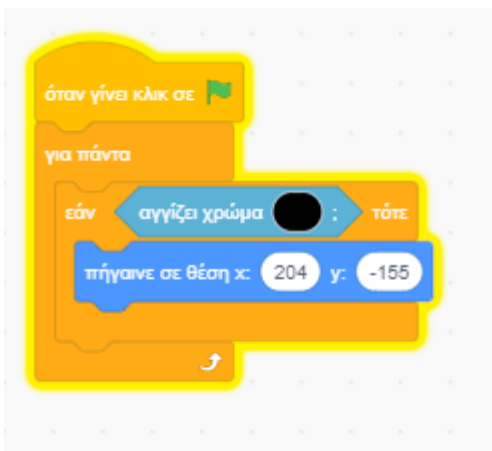 όταν γίνει κλικ σε
για πάντα
εάν αγγίζει χρώμα ; τότε
πήγαινε σε θέση x: 204 y: -155